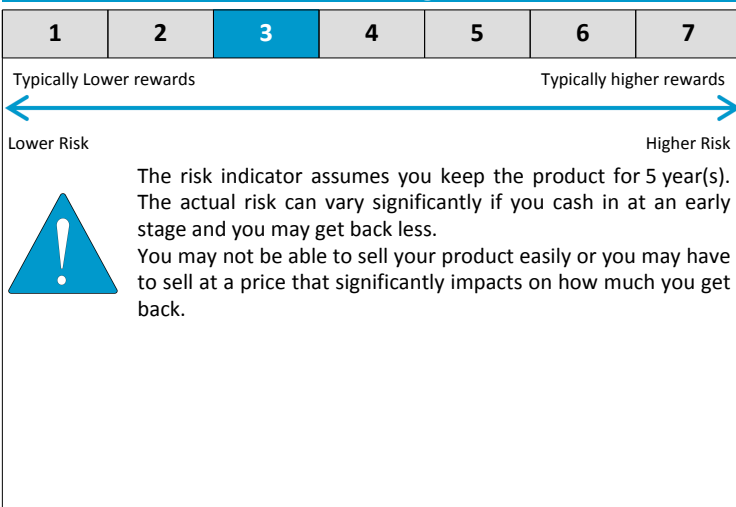 1 2 3 4 5 6 7
Typically Lower rewards Typically higher rewards
Lower Risk Higher Risk
The risk indicator assumes you keep the product for 5 year(s).
The actual risk can vary significantly if you cash in at an early
stage and you may get back less.
You may not be able to sell your product easily or you may have
to sell at a price that significantly impacts on how much you get
back.